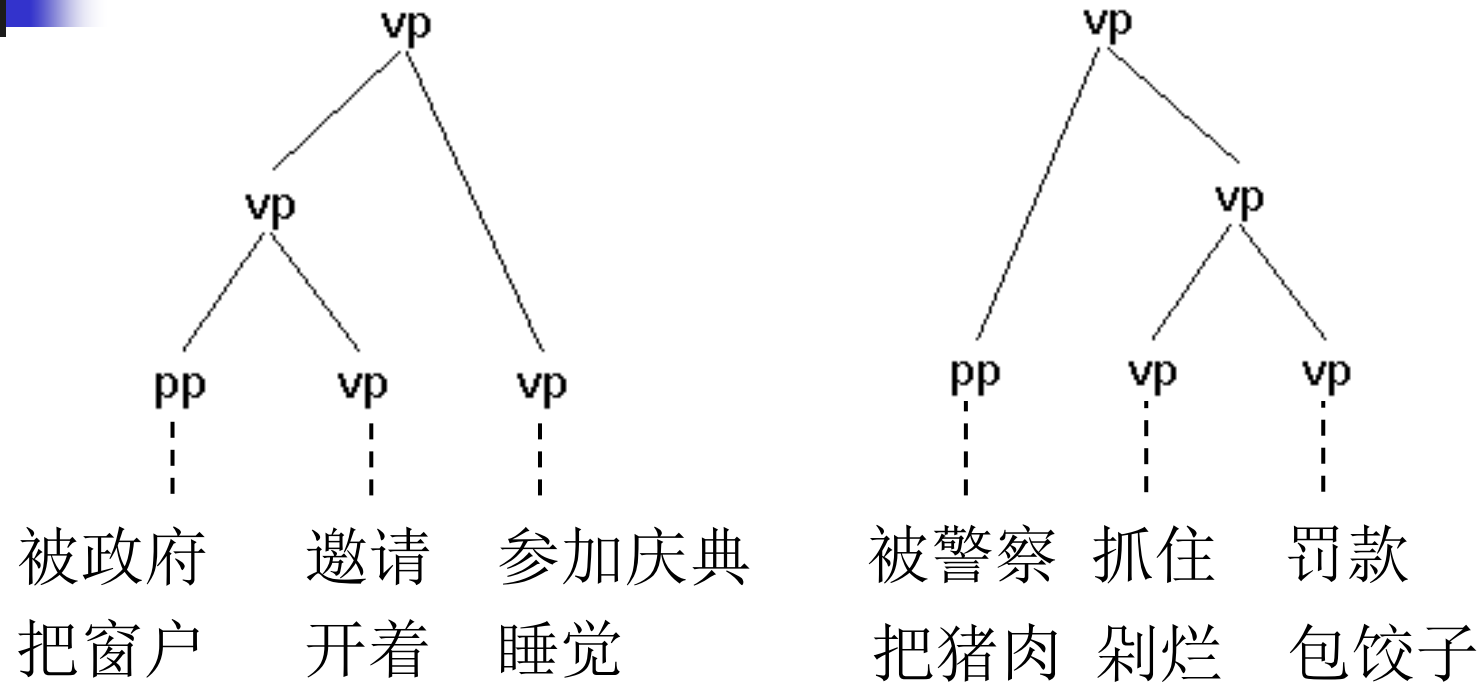 vp vp
vp vp
pp vp vp pp vp vp
被政府 邀请 参加庆典 被警察 抓住 罚款
把窗户 开着 睡觉 把猪肉 剁烂 包饺子